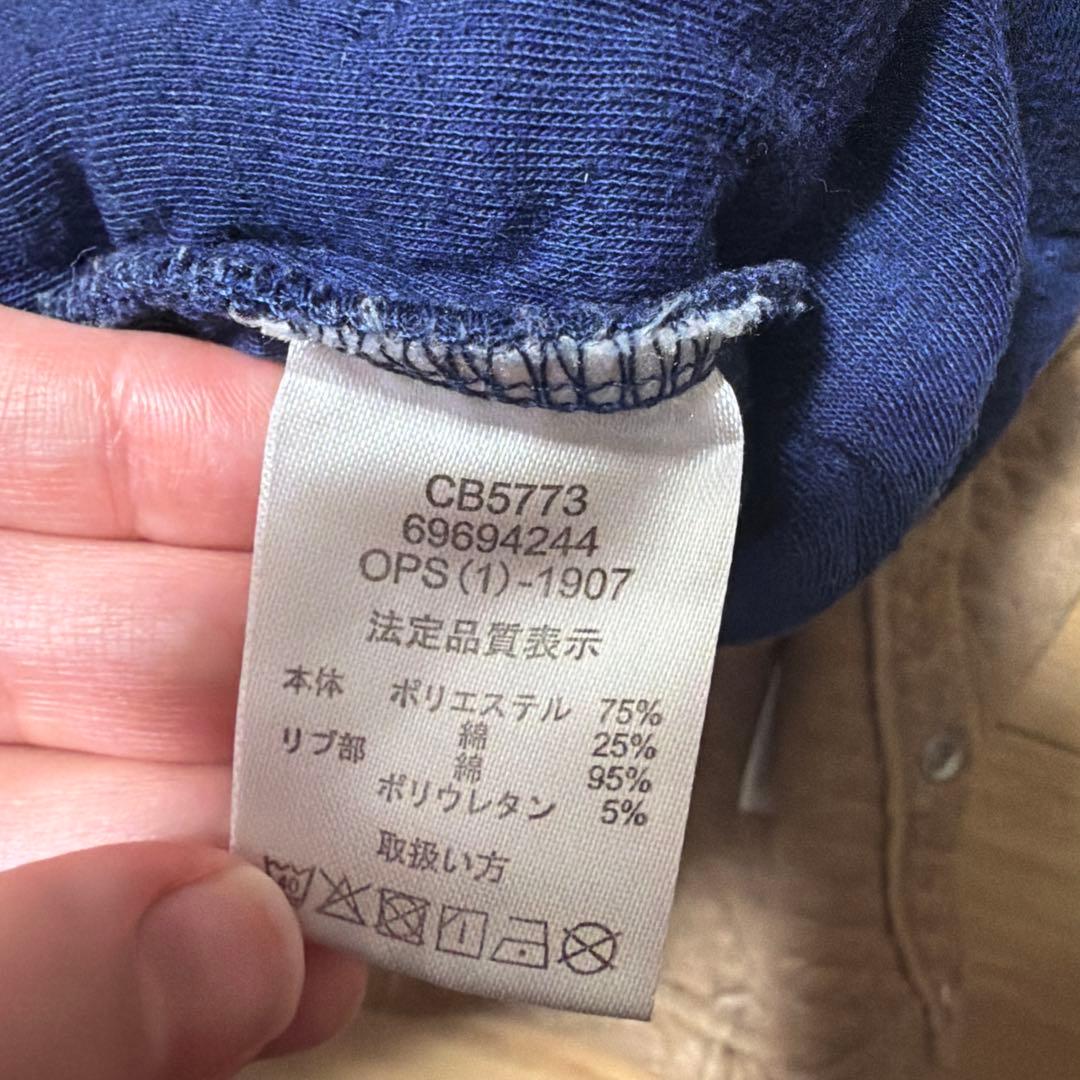 CB5773
69694244
OPS(1)-1907
法定品質表示
本体 ポリエステル 75%
綿 25%
リブ部 綿 95%
ポリウレタン 5%
取扱い方
40